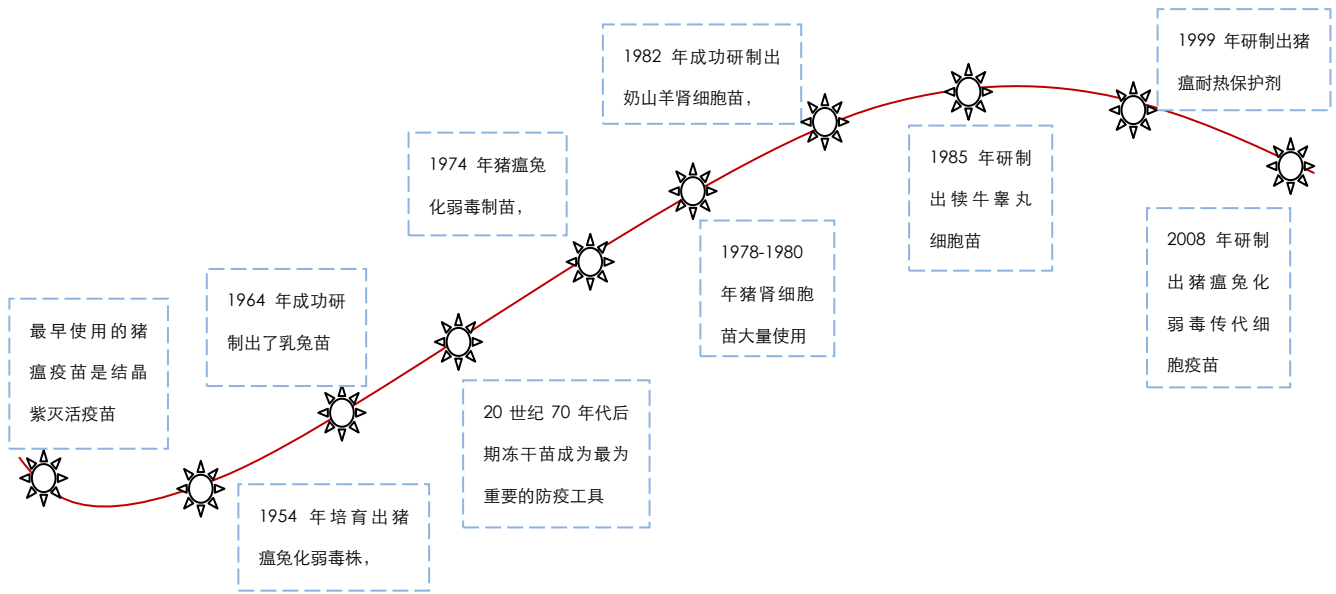 最早使用的猪
瘟疫苗是结晶
紫灭活疫苗
1954 年培育出猪
瘟兔化弱毒株，
1964 年成功研
制出了乳兔苗
20 世纪 70 年代后
期冻干苗成为最为
重要的防疫工具
1974 年猪瘟兔
化弱毒制苗，
1978-1980
年猪肾细胞
苗大量使用
1982 年成功研制出
奶山羊肾细胞苗，
1985 年研制
出犊牛睾丸
细胞苗
1999 年研制出猪
瘟耐热保护剂
2008 年研制
出猪瘟兔化
弱毒传代细
胞疫苗